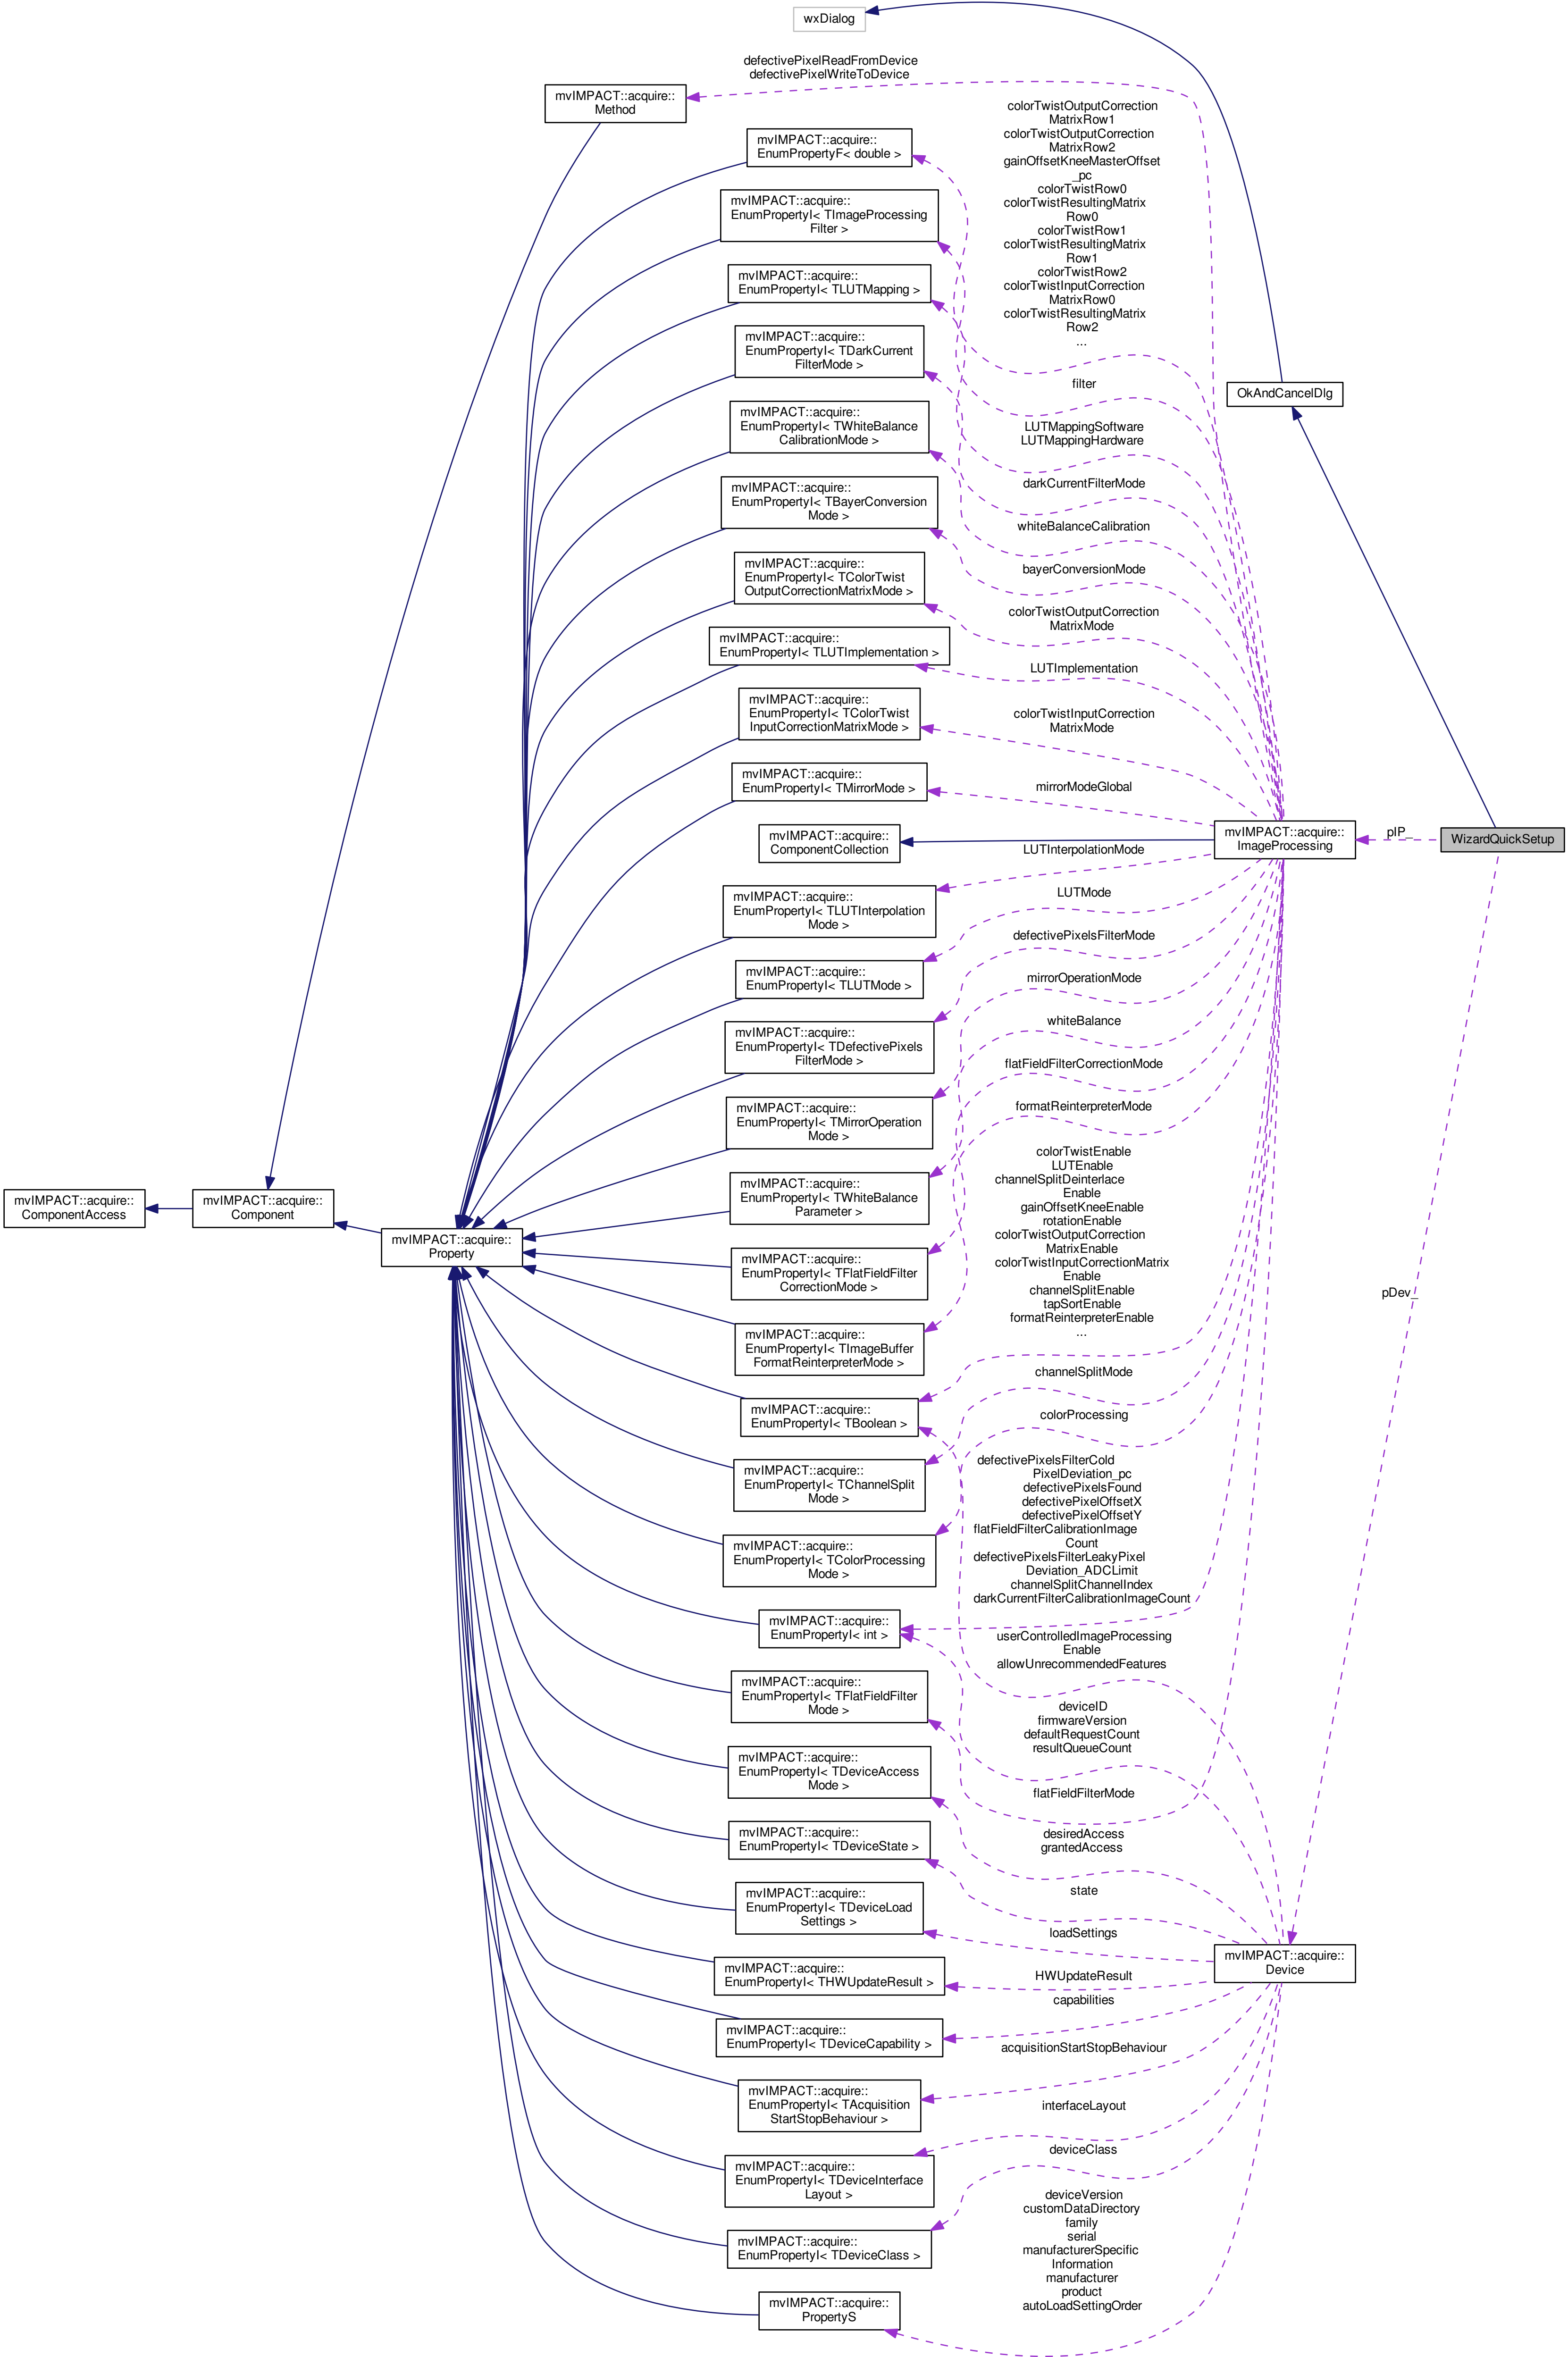 wxDialog
defectivePixelReadFromDevice
defectivePixelWriteToDevice
mvIMPACT::acquire::
Method
colorTwistOutputCorrection
MatrixRow1
colorTwistOutputCorrection
MatrixRow2
gainOffsetKneeMasterOffset
_pc
colorTwistRow0
colorTwistResultingMatrix
Row0
colorTwistRow1
colorTwistResultingMatrix
Row1
colorTwistRow2
colorTwistInputCorrection
MatrixRow0
colorTwistResultingMatrix
Row2
...
mvIMPACT::acquire::
EnumPropertyF< double >
mvIMPACT::acquire::
EnumPropertyI< TImageProcessing
Filter >
mvIMPACT::acquire::
EnumPropertyI< TLUTMapping >
mvIMPACT::acquire::
EnumPropertyI< TDarkCurrent
FilterMode >
filter
OkAndCancelDlg
mvIMPACT::acquire::
EnumPropertyI< TWhiteBalance
CalibrationMode >
LUTMappingSoftware
LUTMappingHardware
darkCurrentFilterMode
mvIMPACT::acquire::
EnumPropertyI< TBayerConversion
Mode >
whiteBalanceCalibration
bayerConversionMode
mvIMPACT::acquire::
EnumPropertyI< TColorTwist
OutputCorrectionMatrixMode >
colorTwistOutputCorrection
MatrixMode
mvIMPACT::acquire::
EnumPropertyI< TLUTImplementation >
LUTImplementation
mvIMPACT::acquire::
EnumPropertyI< TColorTwist
InputCorrectionMatrixMode >
colorTwistInputCorrection
MatrixMode
mvIMPACT::acquire::
EnumPropertyI< TMirrorMode >
mirrorModeGlobal
mvIMPACT::acquire::
ComponentCollection
mvIMPACT::acquire::
ImageProcessing
pIP_
WizardQuickSetup
LUTInterpolationMode
mvIMPACT::acquire::
EnumPropertyI< TLUTInterpolation
Mode >
LUTMode
defectivePixelsFilterMode
mvIMPACT::acquire::
EnumPropertyI< TLUTMode >
mirrorOperationMode
mvIMPACT::acquire::
EnumPropertyI< TDefectivePixels
FilterMode >
whiteBalance
flatFieldFilterCorrectionMode
mvIMPACT::acquire::
EnumPropertyI< TMirrorOperation
Mode >
formatReinterpreterMode
mvIMPACT::acquire::
EnumPropertyI< TWhiteBalance
Parameter >
mvIMPACT::acquire::
ComponentAccess
mvIMPACT::acquire::
Component
mvIMPACT::acquire::
Property
colorTwistEnable
LUTEnable
channelSplitDeinterlace
Enable
gainOffsetKneeEnable
rotationEnable
colorTwistOutputCorrection
MatrixEnable
colorTwistInputCorrectionMatrix
Enable
channelSplitEnable
tapSortEnable
formatReinterpreterEnable
...
mvIMPACT::acquire::
EnumPropertyI< TFlatFieldFilter
CorrectionMode >
pDev_
mvIMPACT::acquire::
EnumPropertyI< TImageBuffer
FormatReinterpreterMode >
channelSplitMode
mvIMPACT::acquire::
EnumPropertyI< TBoolean >
colorProcessing
mvIMPACT::acquire::
EnumPropertyI< TChannelSplit
Mode >
defectivePixelsFilterCold
PixelDeviation_pc
defectivePixelsFound
defectivePixelOffsetX
defectivePixelOffsetY
flatFieldFilterCalibrationImage
Count
defectivePixelsFilterLeakyPixel
Deviation_ADCLimit
channelSplitChannelIndex
darkCurrentFilterCalibrationImageCount
mvIMPACT::acquire::
EnumPropertyI< TColorProcessing
Mode >
mvIMPACT::acquire::
EnumPropertyI< int >
userControlledImageProcessing
Enable
allowUnrecommendedFeatures
mvIMPACT::acquire::
EnumPropertyI< TFlatFieldFilter
Mode >
deviceID
firmwareVersion
defaultRequestCount
resultQueueCount
mvIMPACT::acquire::
EnumPropertyI< TDeviceAccess
Mode >
flatFieldFilterMode
desiredAccess
grantedAccess
mvIMPACT::acquire::
EnumPropertyI< TDeviceState >
state
mvIMPACT::acquire::
EnumPropertyI< TDeviceLoad
Settings >
loadSettings
mvIMPACT::acquire::
Device
mvIMPACT::acquire::
EnumPropertyI< THWUpdateResult >
HWUpdateResult
capabilities
mvIMPACT::acquire::
EnumPropertyI< TDeviceCapability >
acquisitionStartStopBehaviour
mvIMPACT::acquire::
EnumPropertyI< TAcquisition
StartStopBehaviour >
interfaceLayout
deviceClass
mvIMPACT::acquire::
EnumPropertyI< TDeviceInterface
Layout >
deviceVersion
customDataDirectory
family
serial
manufacturerSpecific
Information
manufacturer
product
autoLoadSettingOrder
mvIMPACT::acquire::
EnumPropertyI< TDeviceClass >
mvIMPACT::acquire::
PropertyS